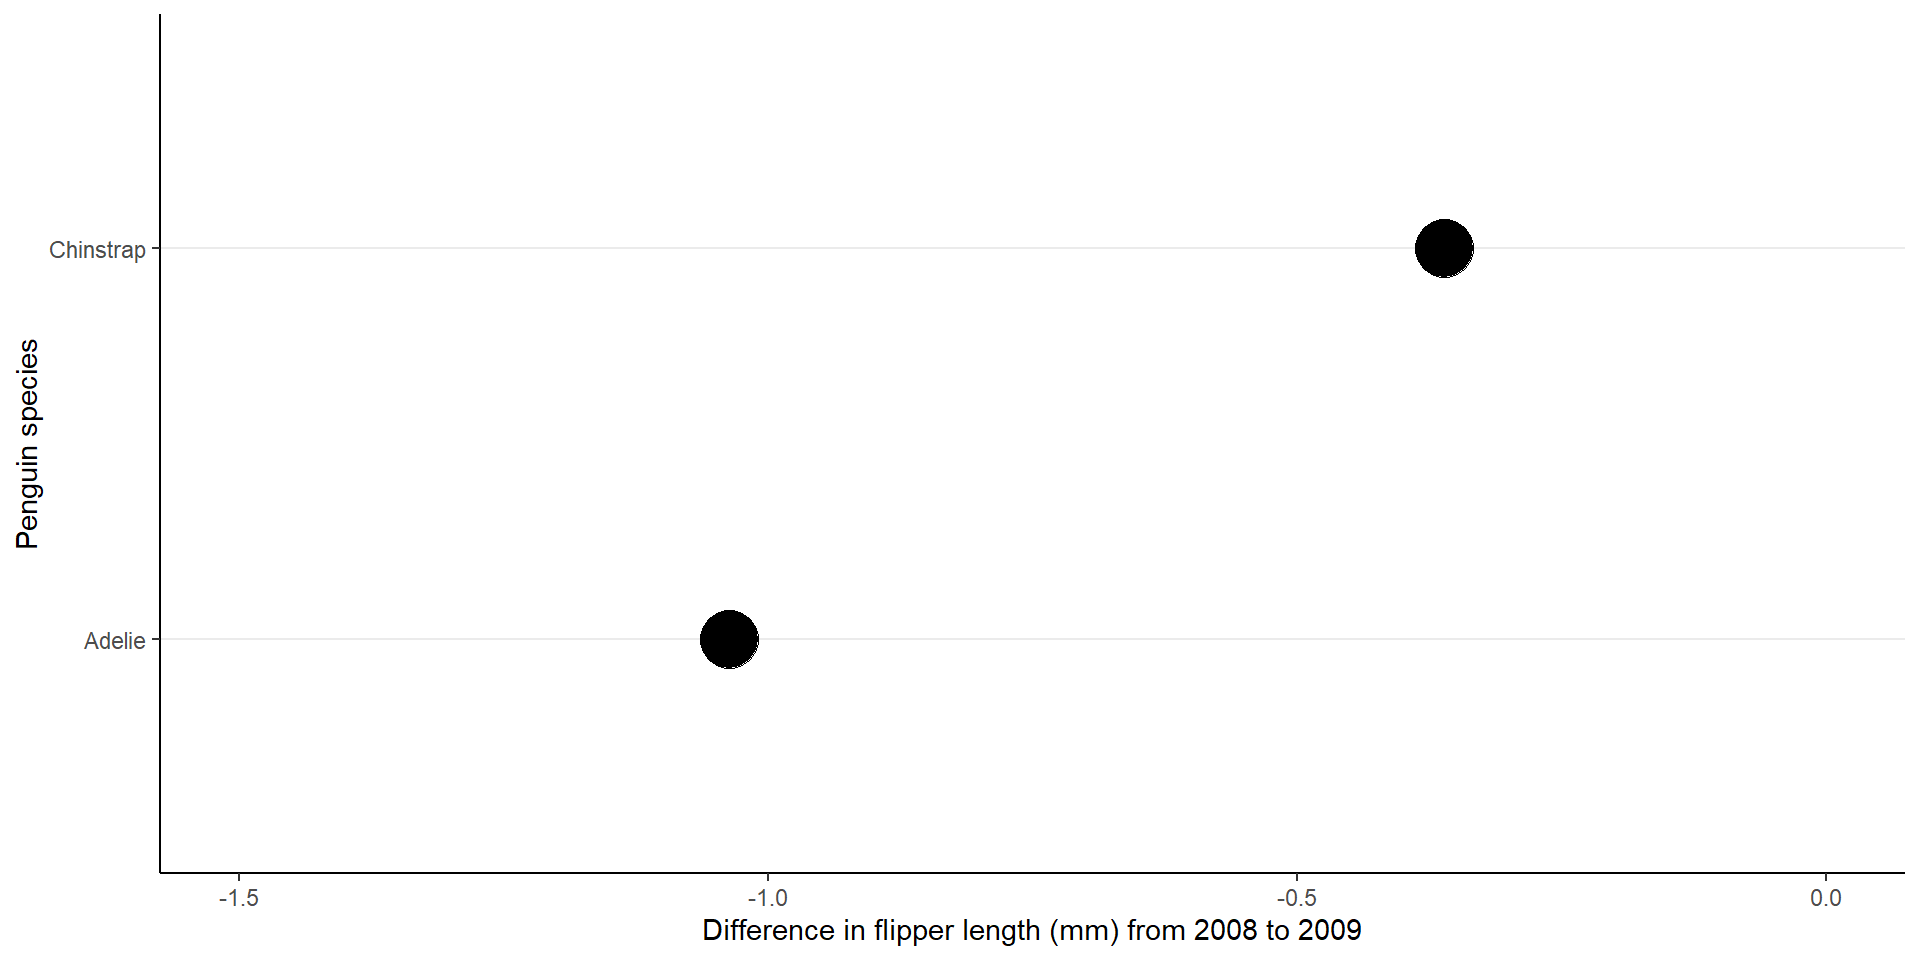 Penguin species
Chinstrap
Adelie
-1.5 -1.0 -0.5 0.0
Difference in flipper length (mm) from 2008 to 2009